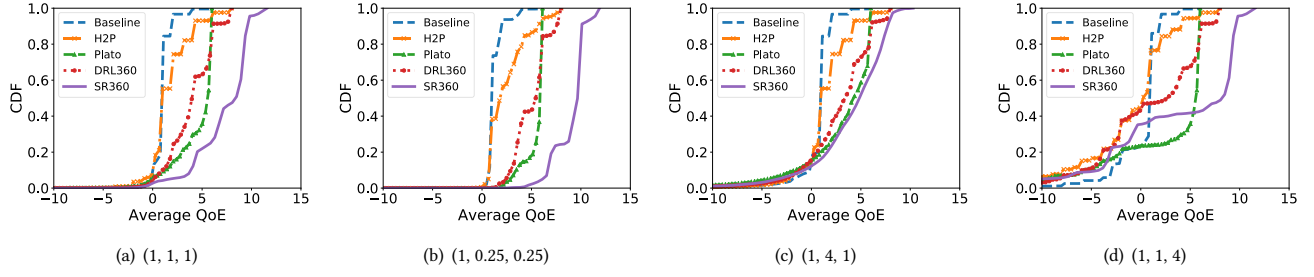 1.0
0.8
0.6
0.4
0.2
0.0
CDF
Baseline
H2P
Plato
DRL360
SR360
−10 −5 0 5 10 15
Average QoE
(a) (1, 1, 1)
1.0
0.8
0.6
0.4
0.2
0.0
CDF
Baseline
H2P
Plato
DRL360
SR360
−10 −5 0 5 10 15
Average QoE
(b) (1, 0.25, 0.25)
1.0
0.8
0.6
0.4
0.2
0.0
CDF
Baseline
H2P
Plato
DRL360
SR360
−10 −5 0 5 10 15
Average QoE
(c) (1, 4, 1)
1.0
0.8
0.6
0.4
0.2
0.0
CDF
Baseline
H2P
Plato
DRL360
SR360
−10 −5 0 5 10 15
Average QoE
(d) (1, 1, 4)